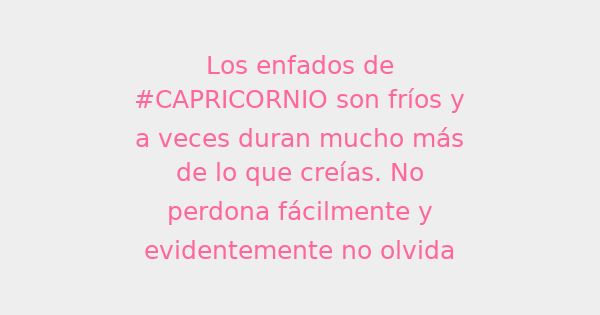 Los enfados de
#CAPRICORNIO son fríos y
a veces duran mucho más
de lo que creías. No
perdona fácilmente y
evidentemente no olvida